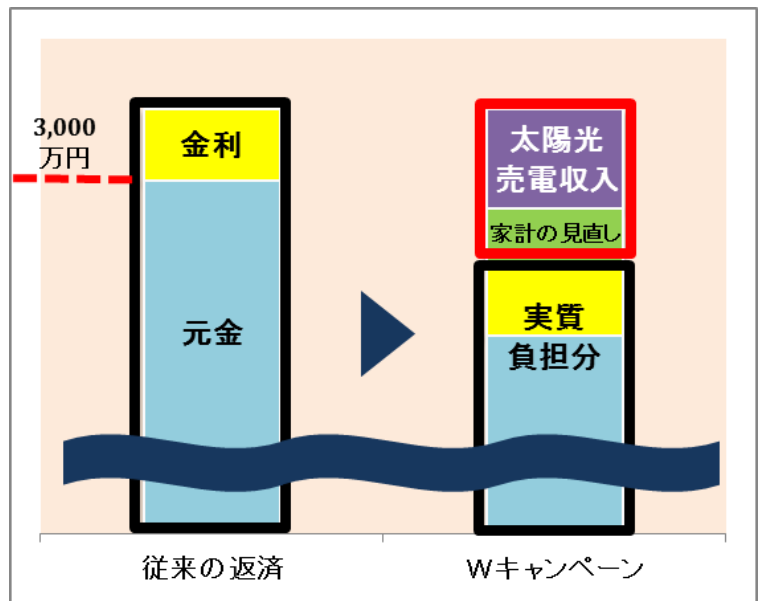 3,000
万円
金利
元金
太陽光
売電収入
家計の見直し
実質
負担分
従来の返済
Wキャンペーン